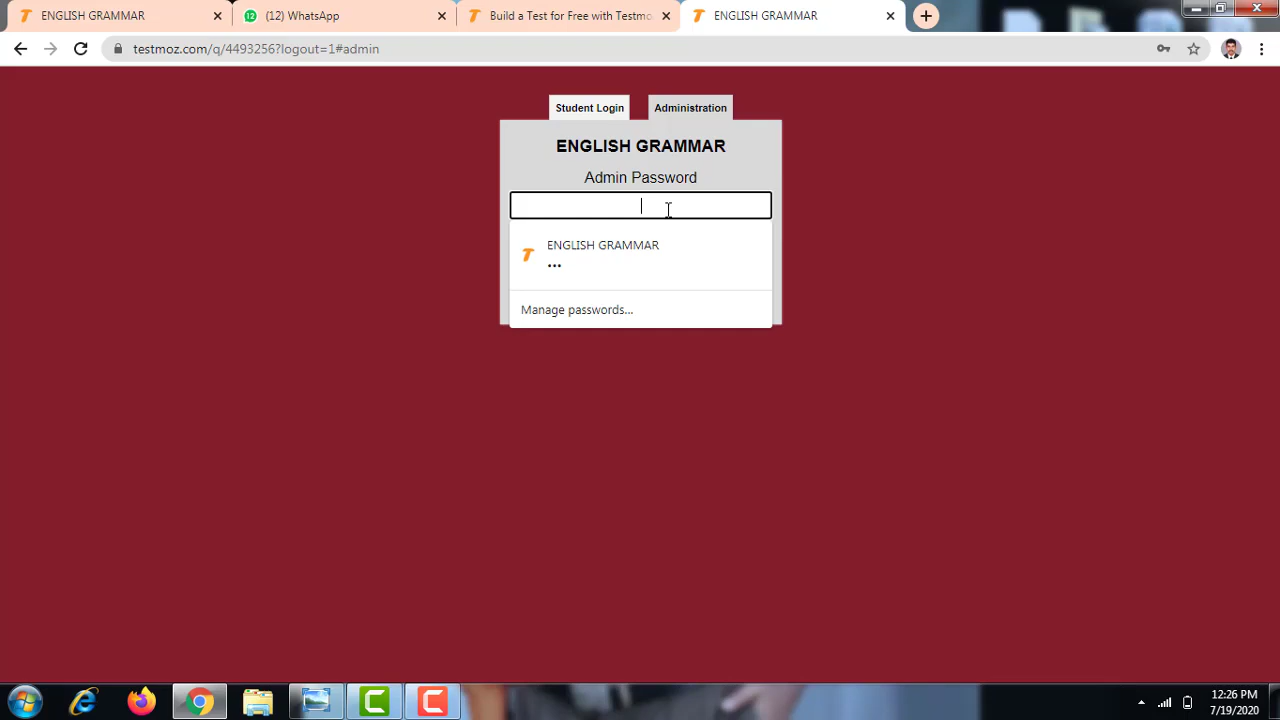 ENGLISH GRAMMAR
(12) WhatsApp
Build a Test for Free with Testmo
ENGLISH GRAMMAR
testmoz.com/q/4493256?logout=1#admin
Student Login
Administration
ENGLISH GRAMMAR
Admin Password
ENGLISH GRAMMAR
•••
Manage passwords...
12:26 PM
7/19/2020